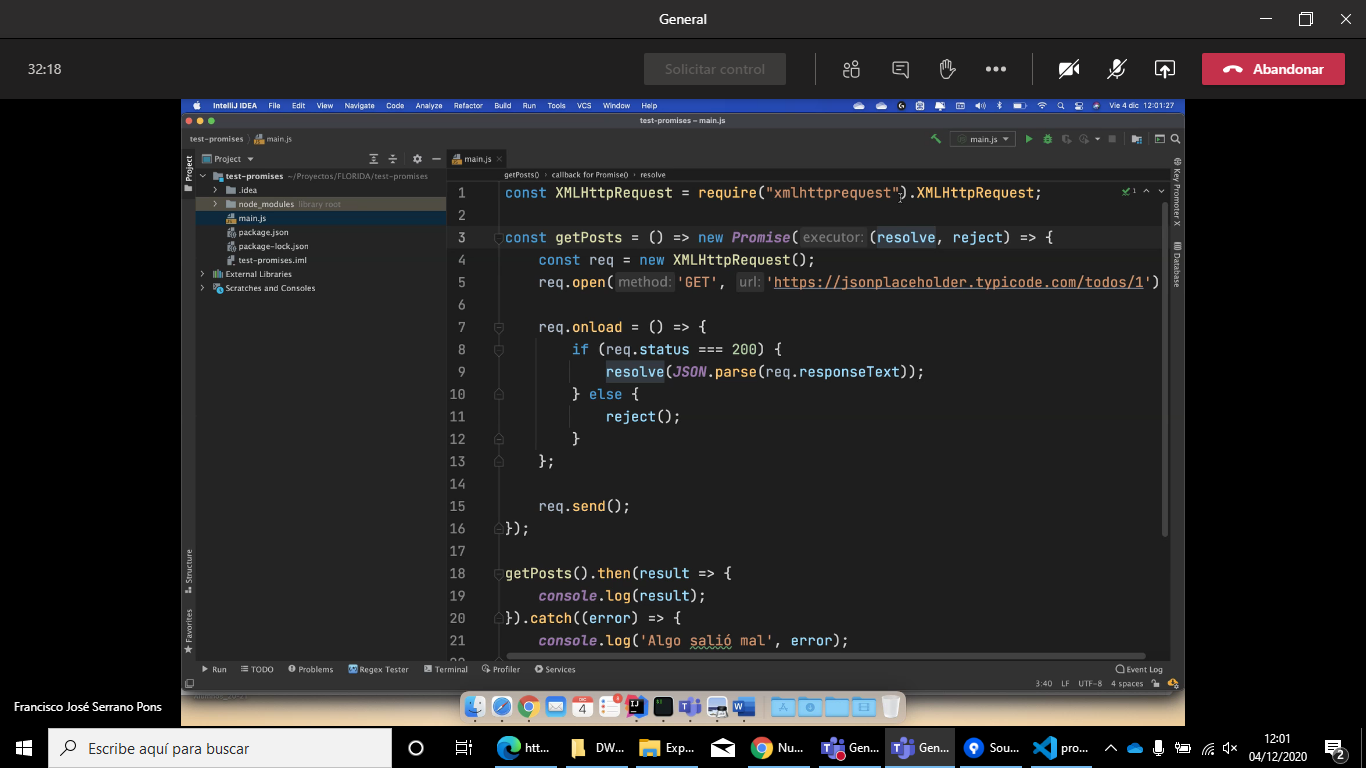 General
32:18
Solicitar control
Abandonar
IntelliJ IDEA File Edit View Navigate Code Analyze Refactor Build Run Tools VCS Window Help
Vie 4 dic 12:01:27
test-promises – main.js
test-promises main.js
main.js
Project
Project
main.js
test-promises ~/Proyectos/FLORIDA/test-promises
.idea
node_modules library root
main.js
package.json
package-lock.json
test-promises.iml
External Libraries
Scratches and Consoles
getPosts() callback for Promise() resolve
1 const XMLHttpRequest = require("xmlhttprequest").XMLHttpRequest;
1
2
3 const getPosts = () => new Promise( executor: (resolve, reject) => {
4 const req = new XMLHttpRequest();
5 req.open( method: 'GET', url: 'https://jsonplaceholder.typicode.com/todos/1')
6
7 req.onload = () => {
8 if (req.status === 200) {
9 resolve(JSON.parse(req.responseText));
10 } else {
11 reject();
12 }
13 };
14
15 req.send();
16 });
17
18 getPosts().then(result => {
19 console.log(result);
20 }).catch((error) => {
21 console.log('Algo salió mal', error);
Key Promoter X
Database
Structure
Favorites
Run TODO Problems Regex Tester Terminal Profiler Services Event Log
3:40 LF UTF-8 4 spaces
Francisco José Serrano Pons
Escribe aquí para buscar
htt...
DW...
Exp...
Nu...
Gen...
Gen...
Sou...
pro...
12:01
04/12/2020
2